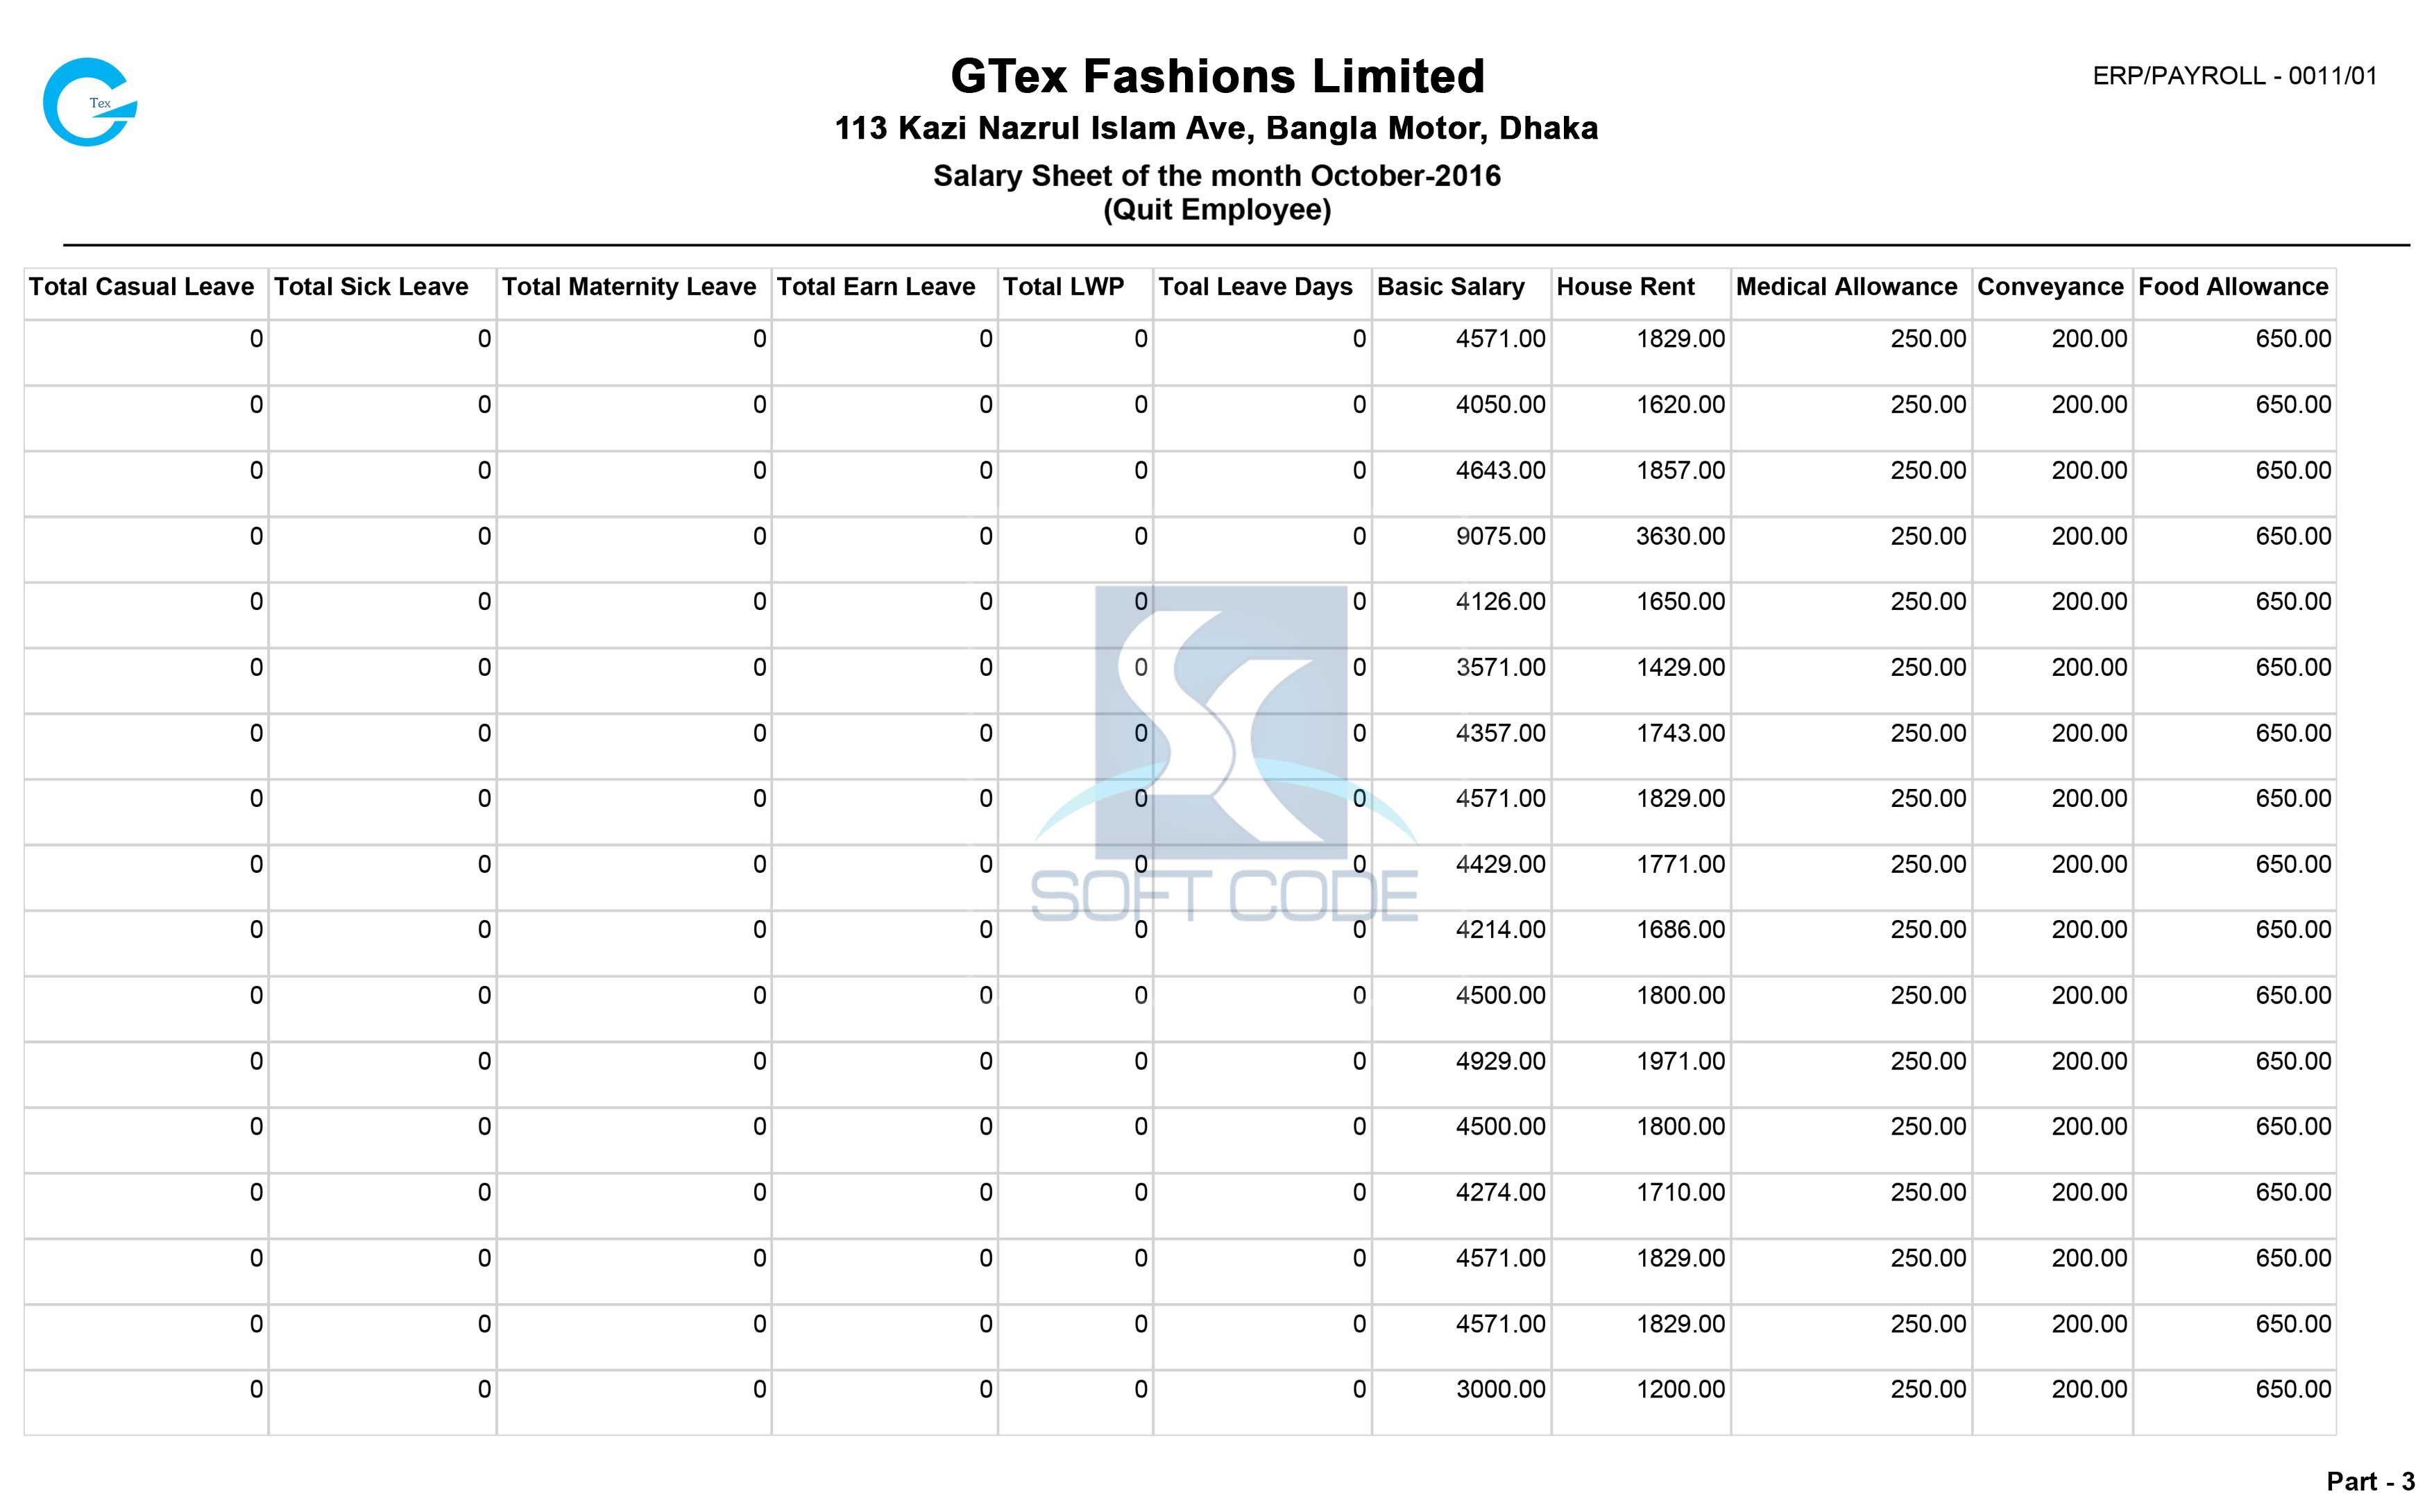 Tex
GTex Fashions Limited
ERP/PAYROLL - 0011/01
113 Kazi Nazrul Islam Ave, Bangla Motor, Dhaka
Salary Sheet of the month October-2016
(Quit Employee)
Total Casual Leave Total Sick Leave Total Maternity Leave Total Earn Leave Total LWP Toal Leave Days Basic Salary House Rent Medical Allowance Conveyance Food Allowance
0 0 0 0 0 0 4571.00 1829.00 250.00 200.00 650.00
0 0 0 0 0 0 4050.00 1620.00 250.00 200.00 650.00
0 0 0 0 0 0 4643.00 1857.00 250.00 200.00 650.00
0 0 0 0 0 0 9075.00 3630.00 250.00 200.00 650.00
0 0 0 0 0 0 4126.00 1650.00 250.00 200.00 650.00
0 0 0 0 0 0 3571.00 1429.00 250.00 200.00 650.00
0 0 0 0 0 0 4357.00 1743.00 250.00 200.00 650.00
0 0 0 0 0 0 4571.00 1829.00 250.00 200.00 650.00
0 0 0 0 0 0 4429.00 1771.00 250.00 200.00 650.00
SOFT CODE
0 0 0 0 0 0 4214.00 1686.00 250.00 200.00 650.00
0 0 0 0 0 0 4500.00 1800.00 250.00 200.00 650.00
0 0 0 0 0 0 4929.00 1971.00 250.00 200.00 650.00
0 0 0 0 0 0 4500.00 1800.00 250.00 200.00 650.00
0 0 0 0 0 0 4274.00 1710.00 250.00 200.00 650.00
0 0 0 0 0 0 4571.00 1829.00 250.00 200.00 650.00
0 0 0 0 0 0 4571.00 1829.00 250.00 200.00 650.00
0 0 0 0 0 0 3000.00 1200.00 250.00 200.00 650.00
Part - 3